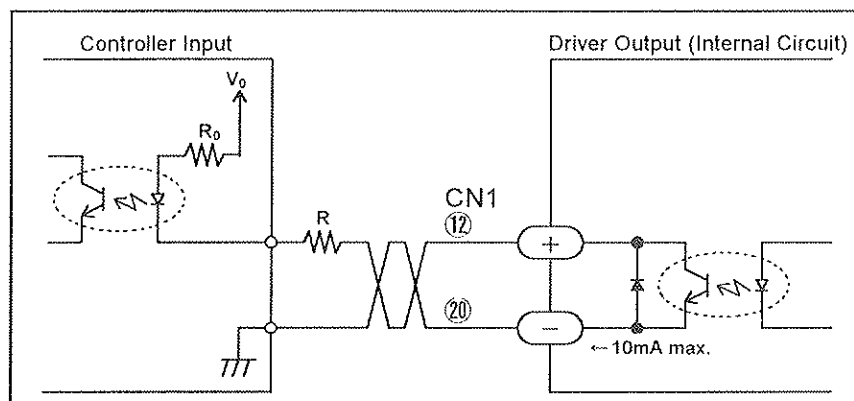 Controller Input
Driver Output (Internal Circuit)
V₀
R₀
R
CN1
⑫
+
⑳
−
←10mA max.